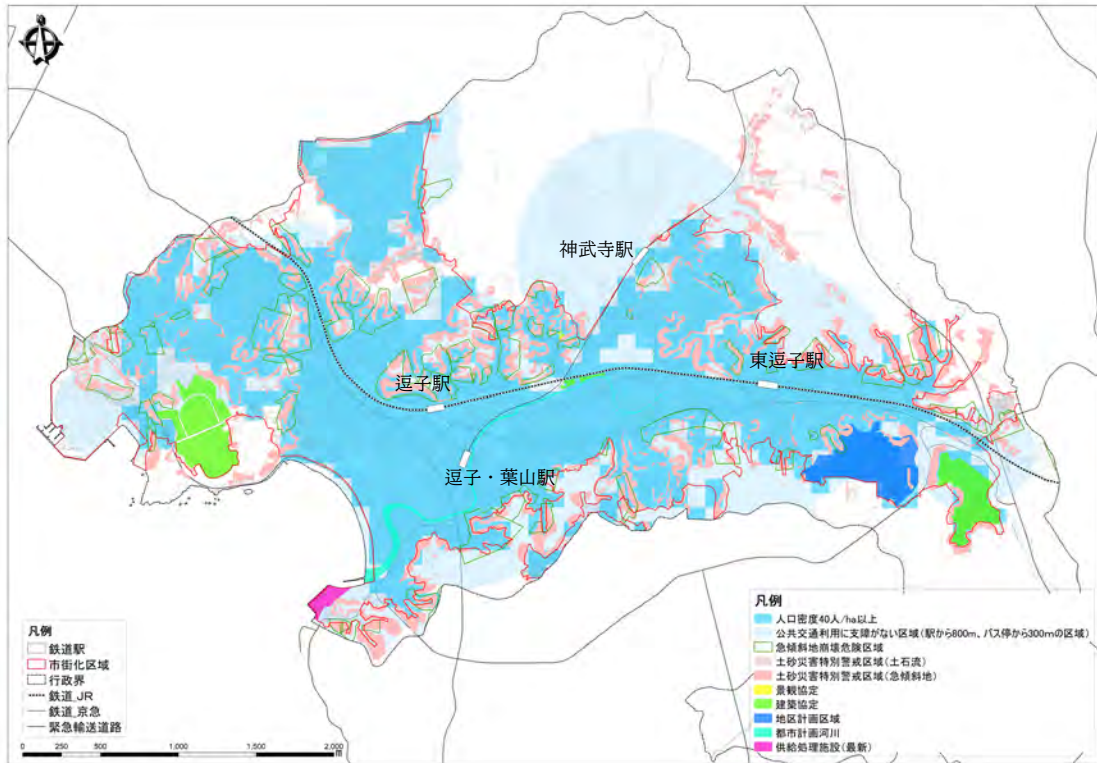 神武寺駅
東逗子駅
逗子駅
逗子・葉山駅
凡例
鉄道駅
市街化区域
行政界
鉄道_JR
鉄道_京急
緊急輸送道路
0 250 500 1,000 1,500 2,000
m
凡例
人口密度40人/ha以上
公共交通利用に支障がない区域(駅から800m、バス停から300mの区域)
急傾斜地崩壊危険区域
土砂災害特別警戒区域(土石流)
土砂災害特別警戒区域(急傾斜地)
景観協定
建築協定
地区計画区域
都市計画河川
供給処理施設(最新)